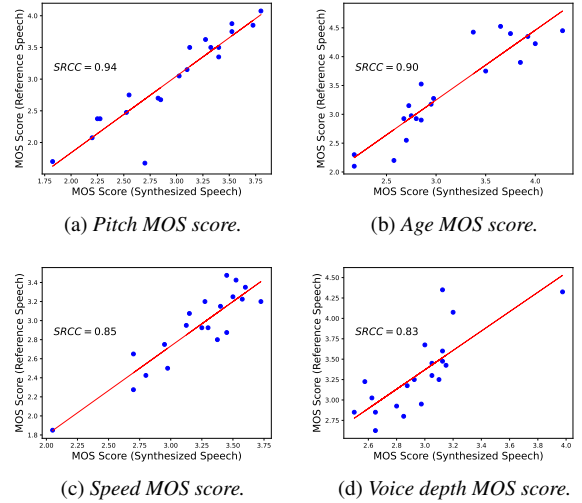 MOS Score (Reference Speech)
4.0
3.5
3.0
2.5
2.0
SRCC = 0.94
1.75 2.00 2.25 2.50 2.75 3.00 3.25 3.50 3.75
MOS Score (Synthesized Speech)
(a) Pitch MOS score.
MOS Score (Reference Speech)
4.5
4.0
3.5
3.0
2.5
2.0
SRCC = 0.90
2.5 3.0 3.5 4.0
MOS Score (Synthesized Speech)
(b) Age MOS score.
MOS Score (Reference Speech)
3.4
3.2
3.0
2.8
2.6
2.4
2.2
2.0
1.8
SRCC = 0.85
2.00 2.25 2.50 2.75 3.00 3.25 3.50 3.75
MOS Score (Synthesized Speech)
(c) Speed MOS score.
MOS Score (Reference Speech)
4.50
4.25
4.00
3.75
3.50
3.25
3.00
2.75
2.50
SRCC = 0.83
2.6 2.8 3.0 3.2 3.4 3.6 3.8 4.0
MOS Score (Synthesized Speech)
(d) Voice depth MOS score.